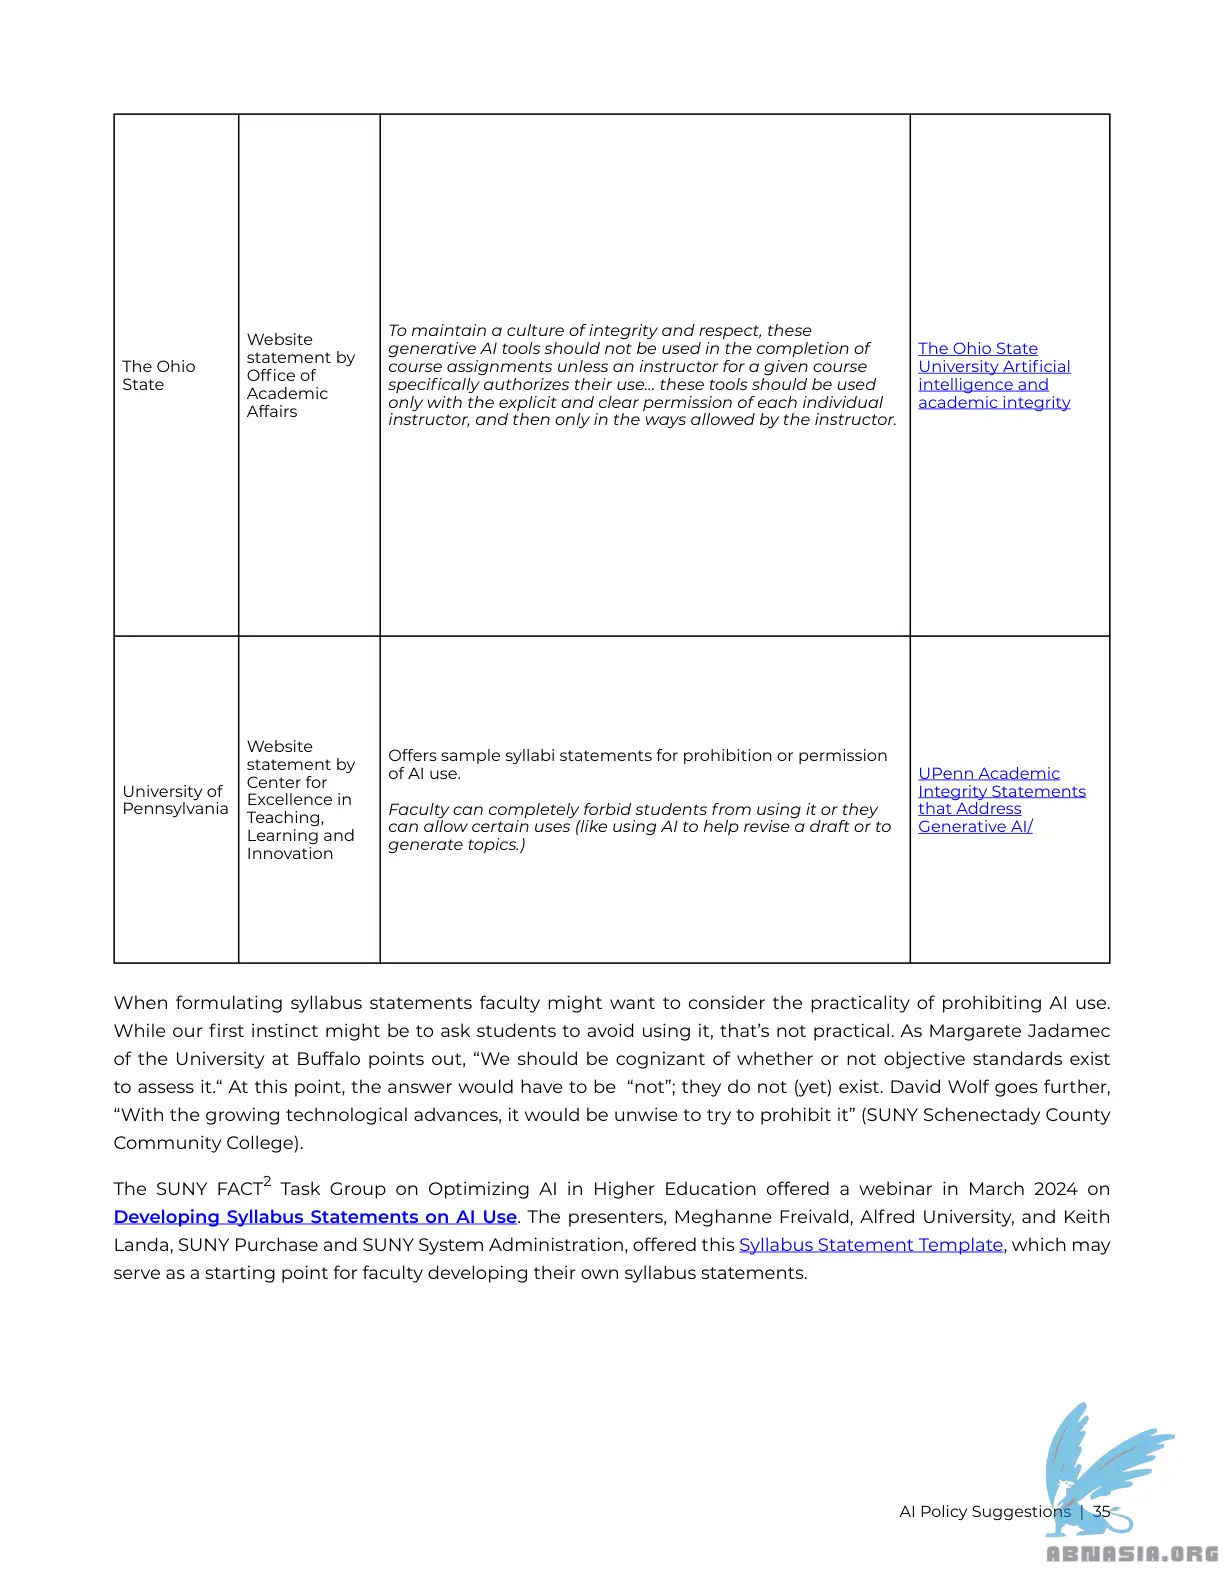 The Ohio
State
Website
statement by
Office of
Academic
Affairs
To maintain a culture of integrity and respect, these
generative AI tools should not be used in the completion of
course assignments unless an instructor for a given course
specifically authorizes their use... these tools should be used
only with the explicit and clear permission of each individual
instructor, and then only in the ways allowed by the instructor.
The Ohio State
University Artificial
intelligence and
academic integrity
University of
Pennsylvania
Website
statement by
Center for
Excellence in
Teaching,
Learning and
Innovation
Offers sample syllabi statements for prohibition or permission
of AI use.
Faculty can completely forbid students from using it or they
can allow certain uses (like using AI to help revise a draft or to
generate topics.)
UPenn Academic
Integrity Statements
that Address
Generative AI/
When formulating syllabus statements faculty might want to consider the practicality of prohibiting AI use.
While our first instinct might be to ask students to avoid using it, that’s not practical. As Margarete Jadamec
of the University at Buffalo points out, “We should be cognizant of whether or not objective standards exist
to assess it.“ At this point, the answer would have to be “not”; they do not (yet) exist. David Wolf goes further,
“With the growing technological advances, it would be unwise to try to prohibit it” (SUNY Schenectady County
Community College).
The SUNY FACT2 Task Group on Optimizing AI in Higher Education offered a webinar in March 2024 on
Developing Syllabus Statements on AI Use. The presenters, Meghanne Freivald, Alfred University, and Keith
Landa, SUNY Purchase and SUNY System Administration, offered this Syllabus Statement Template, which may
serve as a starting point for faculty developing their own syllabus statements.
AI Policy Suggestions | 35
ABNASIA.ORG